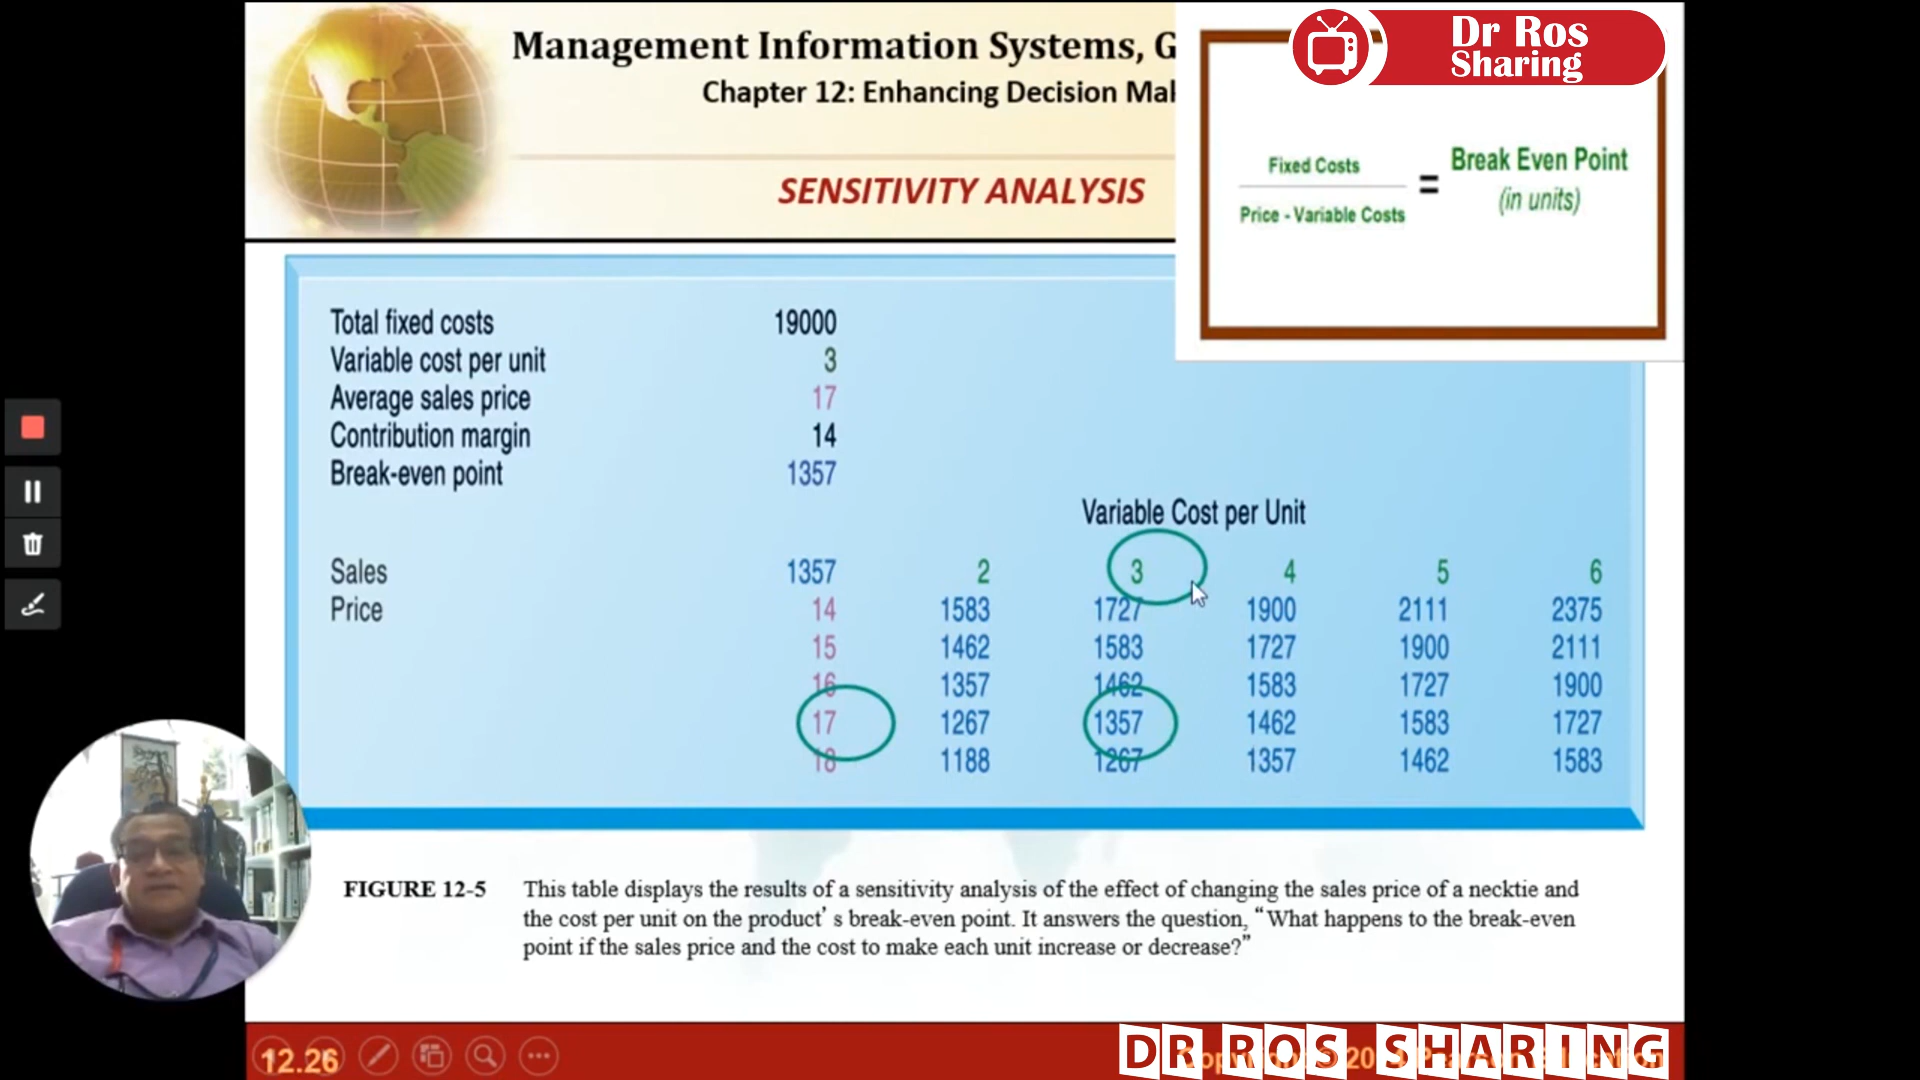 Management Information Systems, G
Chapter 12: Enhancing Decision Mak
SENSITIVITY ANALYSIS
Dr Ros
Sharing
Fixed Costs
Price - Variable Costs
=
Break Even Point
(in units)
Total fixed costs 19000
Variable cost per unit 3
Average sales price 17
Contribution margin 14
Break-even point 1357
Variable Cost per Unit
Sales 1357 2 3 4 5 6
Price 14 1583 1727 1900 2111 2375
15 1462 1583 1727 1900 2111
16 1357 1462 1583 1727 1900
17 1267 1357 1462 1583 1727
18 1188 1267 1357 1462 1583
FIGURE 12-5 This table displays the results of a sensitivity analysis of the effect of changing the sales price of a necktie and
the cost per unit on the product’s break-even point. It answers the question, “What happens to the break-even
point if the sales price and the cost to make each unit increase or decrease?”
12.26
DR ROS SHARING